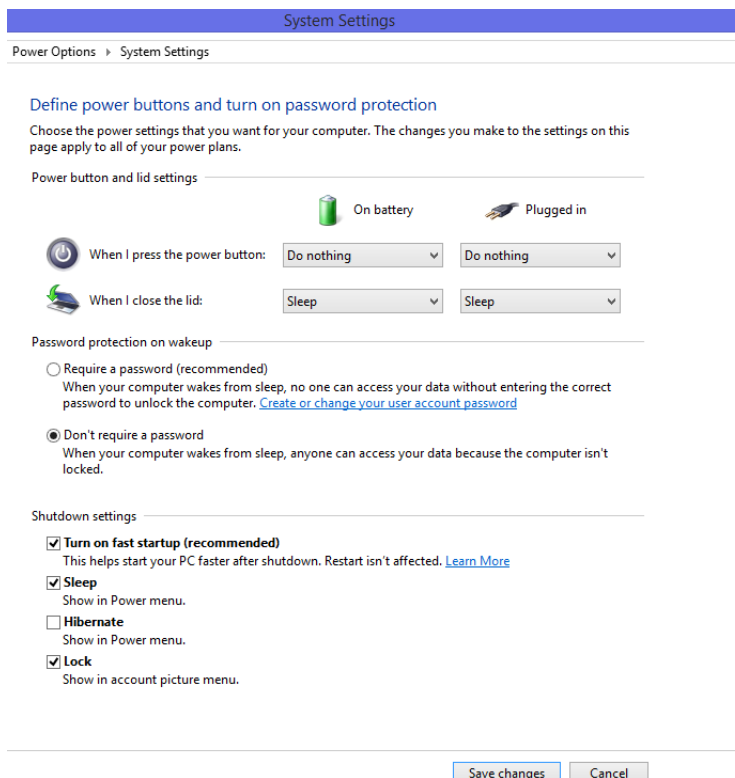 System Settings
Power Options System Settings
Define power buttons and turn on password protection
Choose the power settings that you want for your computer. The changes you make to the settings on this
page apply to all of your power plans.
Power button and lid settings
On battery Plugged in
When I press the power button: Do nothing Do nothing
When I close the lid: Sleep Sleep
Password protection on wakeup
Require a password (recommended)
When your computer wakes from sleep, no one can access your data without entering the correct
password to unlock the computer. Create or change your user account password
Don't require a password
When your computer wakes from sleep, anyone can access your data because the computer isn't
locked.
Shutdown settings
Turn on fast startup (recommended)
This helps start your PC faster after shutdown. Restart isn't affected. Learn More
Sleep
Show in Power menu.
Hibernate
Show in Power menu.
Lock
Show in account picture menu.
Save changes Cancel